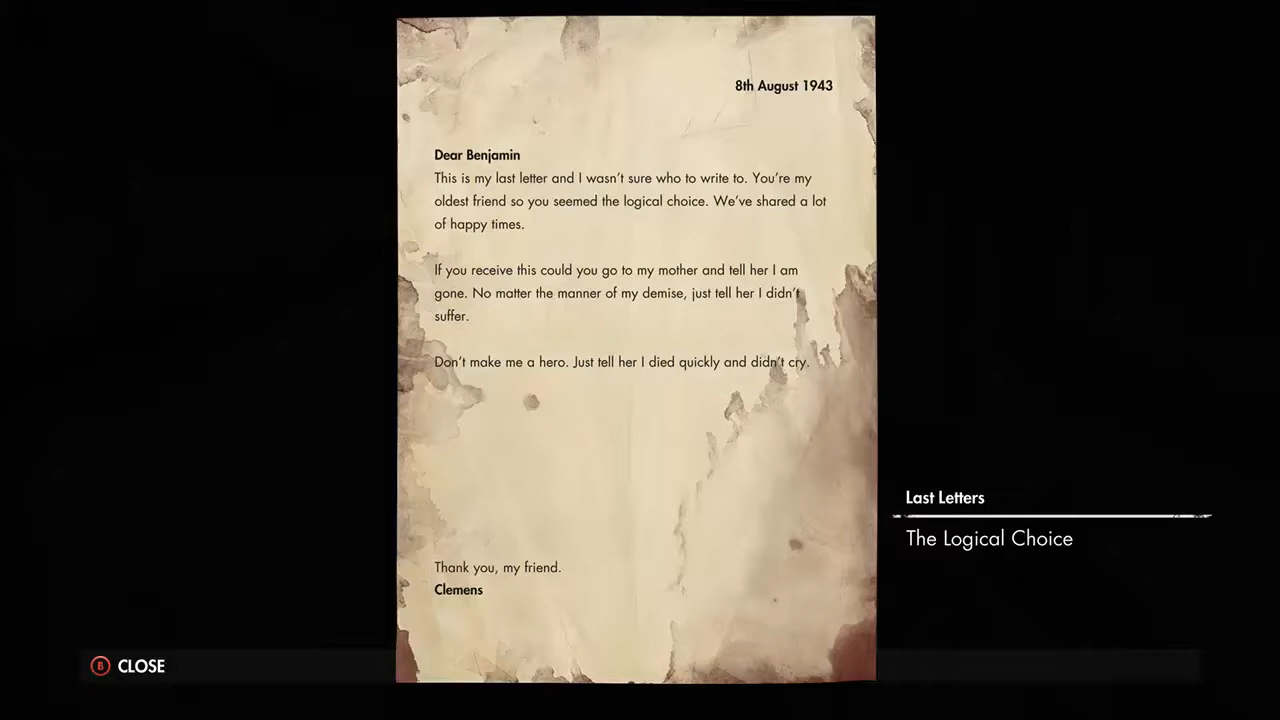 8th August 1943
Dear Benjamin
This is my last letter and I wasn't sure who to write to. You're my
oldest friend so you seemed the logical choice. We've shared a lot
of happy times.
If you receive this could you go to my mother and tell her I am
gone. No matter the manner of my demise, just tell her I didn't
suffer.
Don't make me a hero. Just tell her I died quickly and didn't cry.
Thank you, my friend.
Clemens
Last Letters
The Logical Choice
B CLOSE